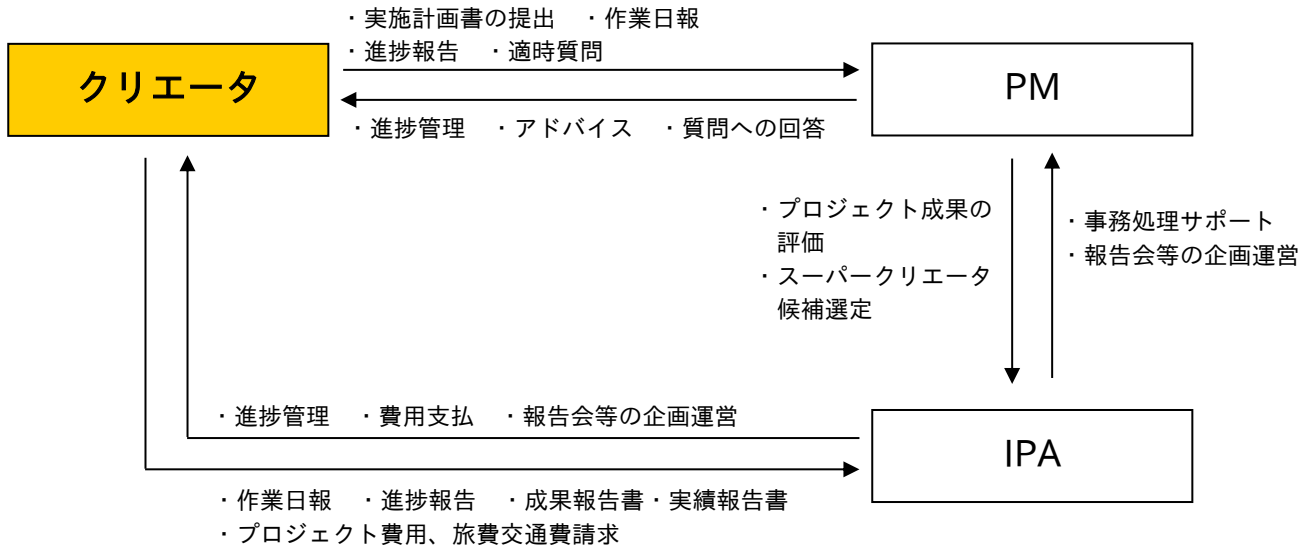 ・実施計画書の提出　・作業日報
・進捗報告　・適時質問
クリエータ
PM
・進捗管理　・アドバイス　・質問への回答
・プロジェクト成果の
評価
・スーパークリエータ
候補選定
・事務処理サポート
・報告会等の企画運営
・進捗管理　・費用支払　・報告会等の企画運営
IPA
・作業日報　・進捗報告　・成果報告書・実績報告書
・プロジェクト費用、旅費交通費請求